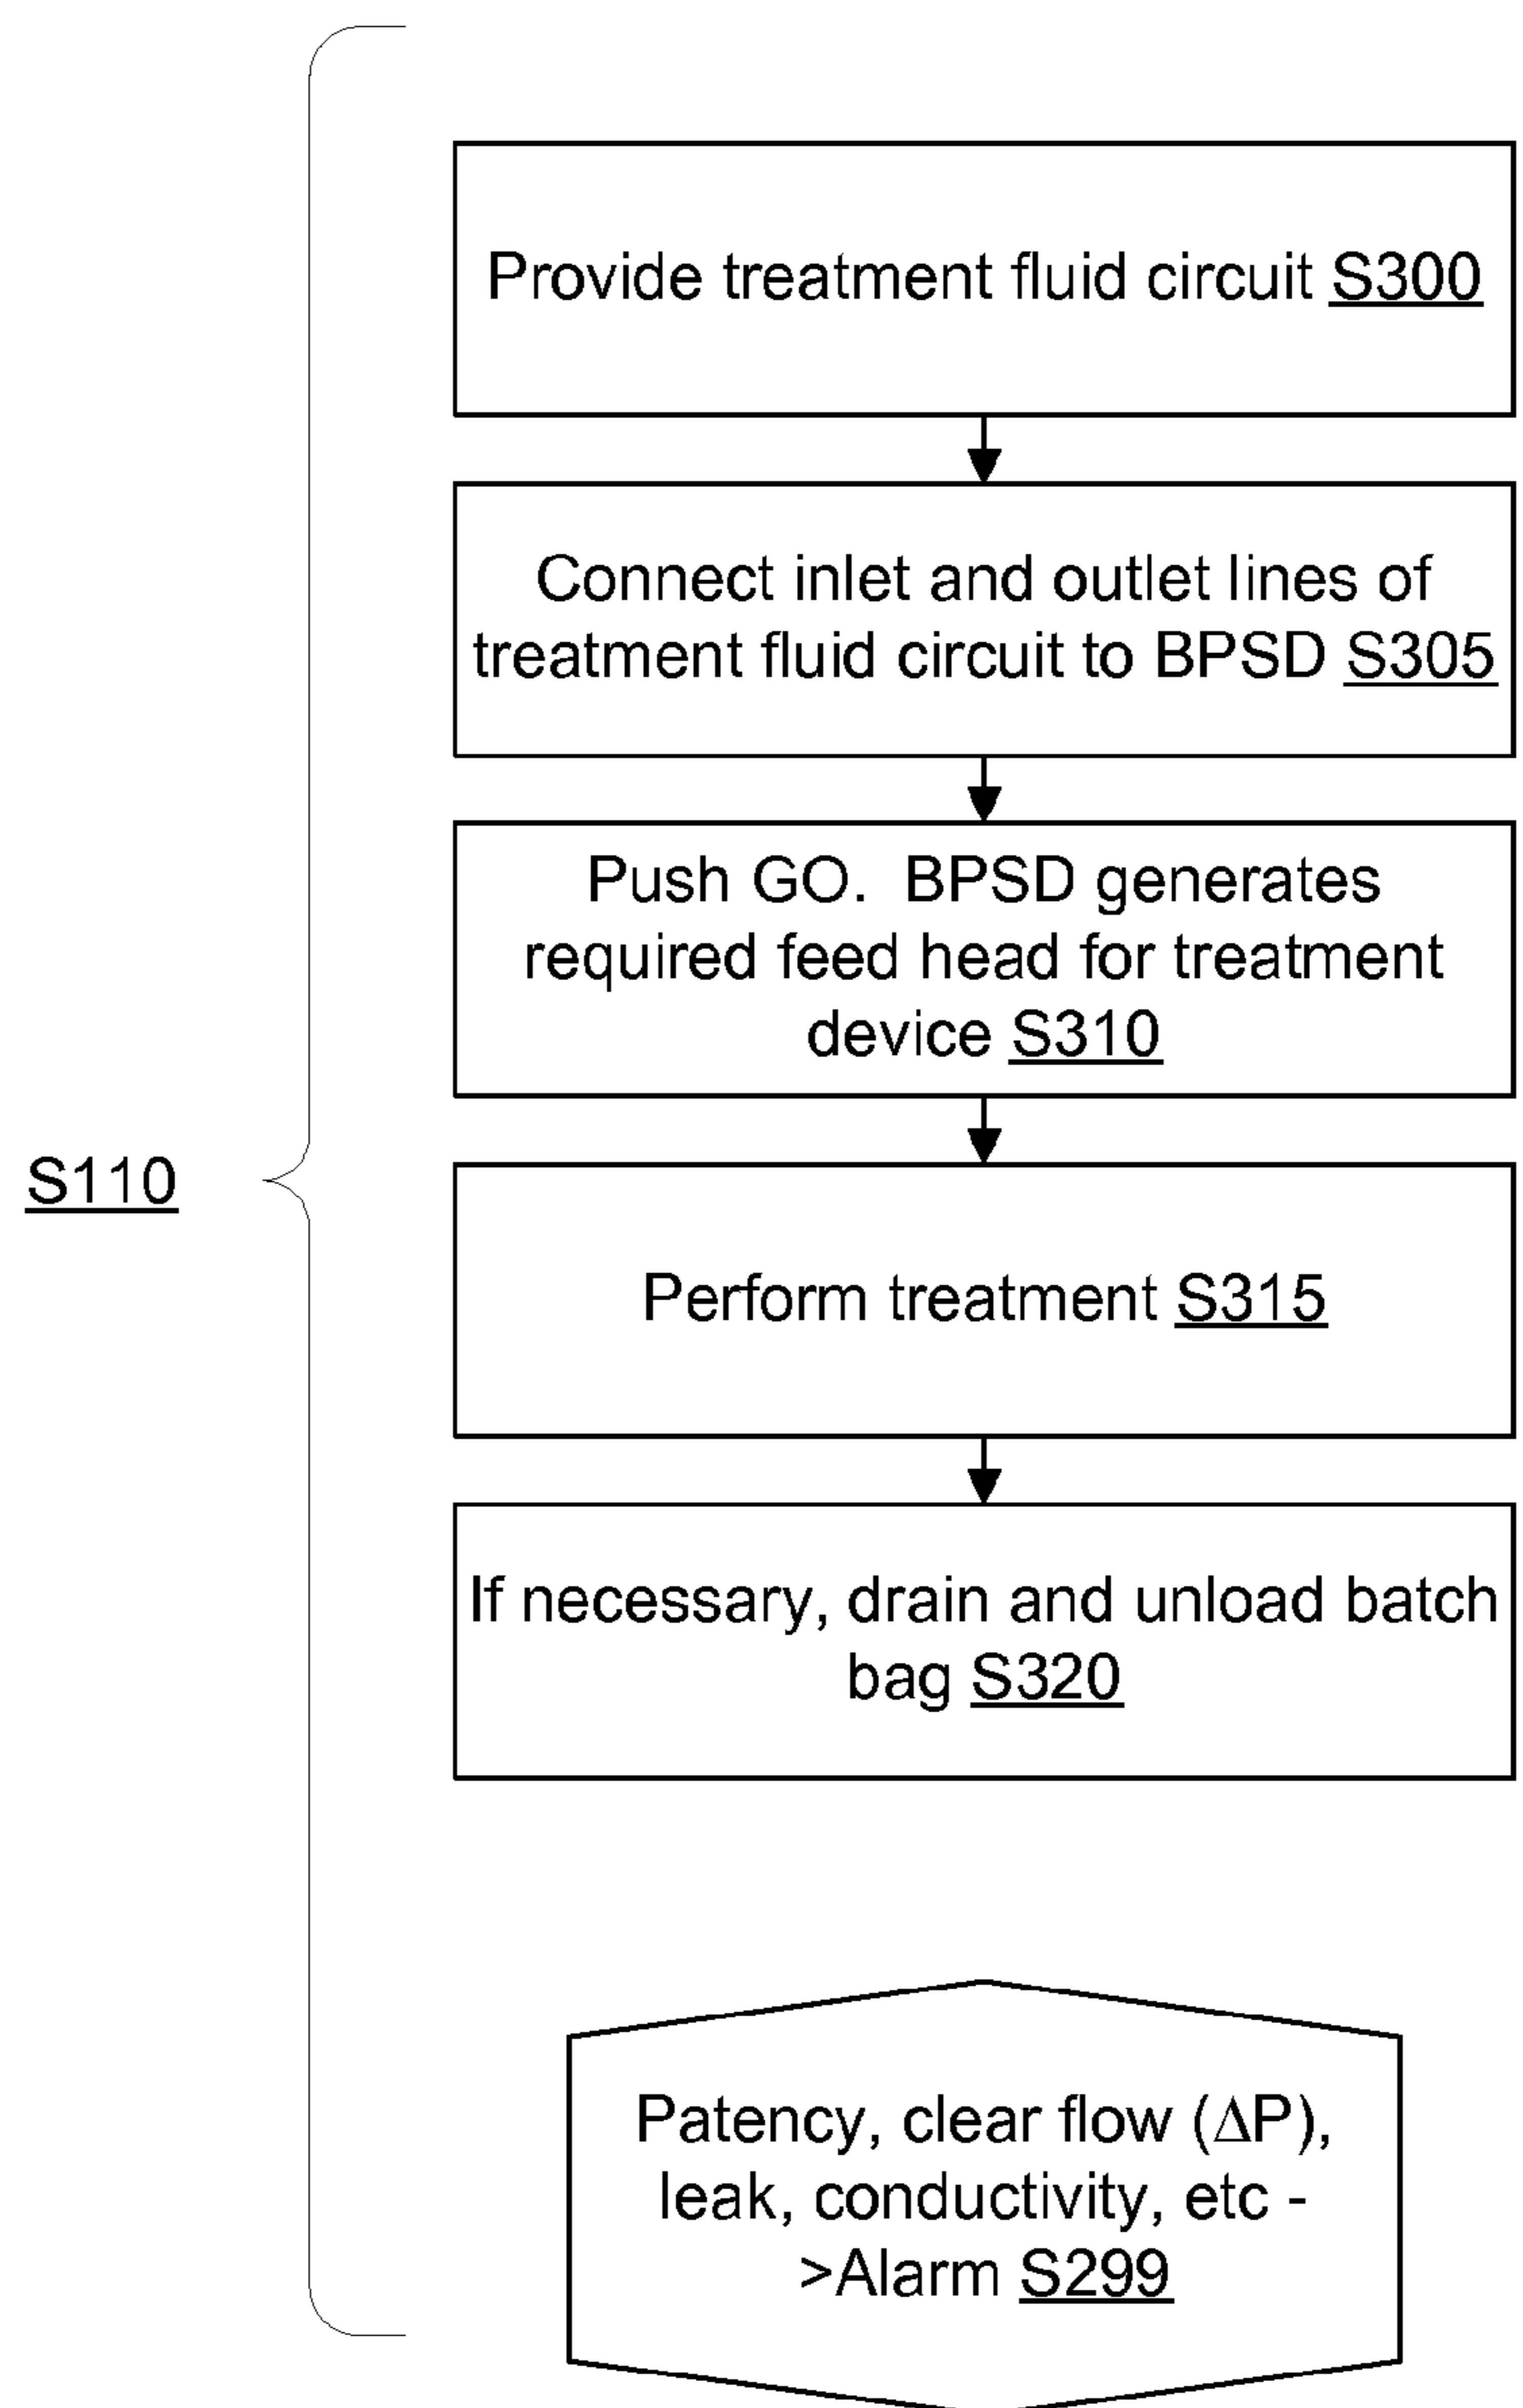 Provide treatment fluid circuit S300
Connect inlet and outlet lines of
treatment fluid circuit to BPSD S305
Push GO. BPSD generates
required feed head for treatment
device S310
S110
Perform treatment S315
If necessary, drain and unload batch
bag S320
Patency, clear flow (ΔP),
leak, conductivity, etc -
>Alarm S299